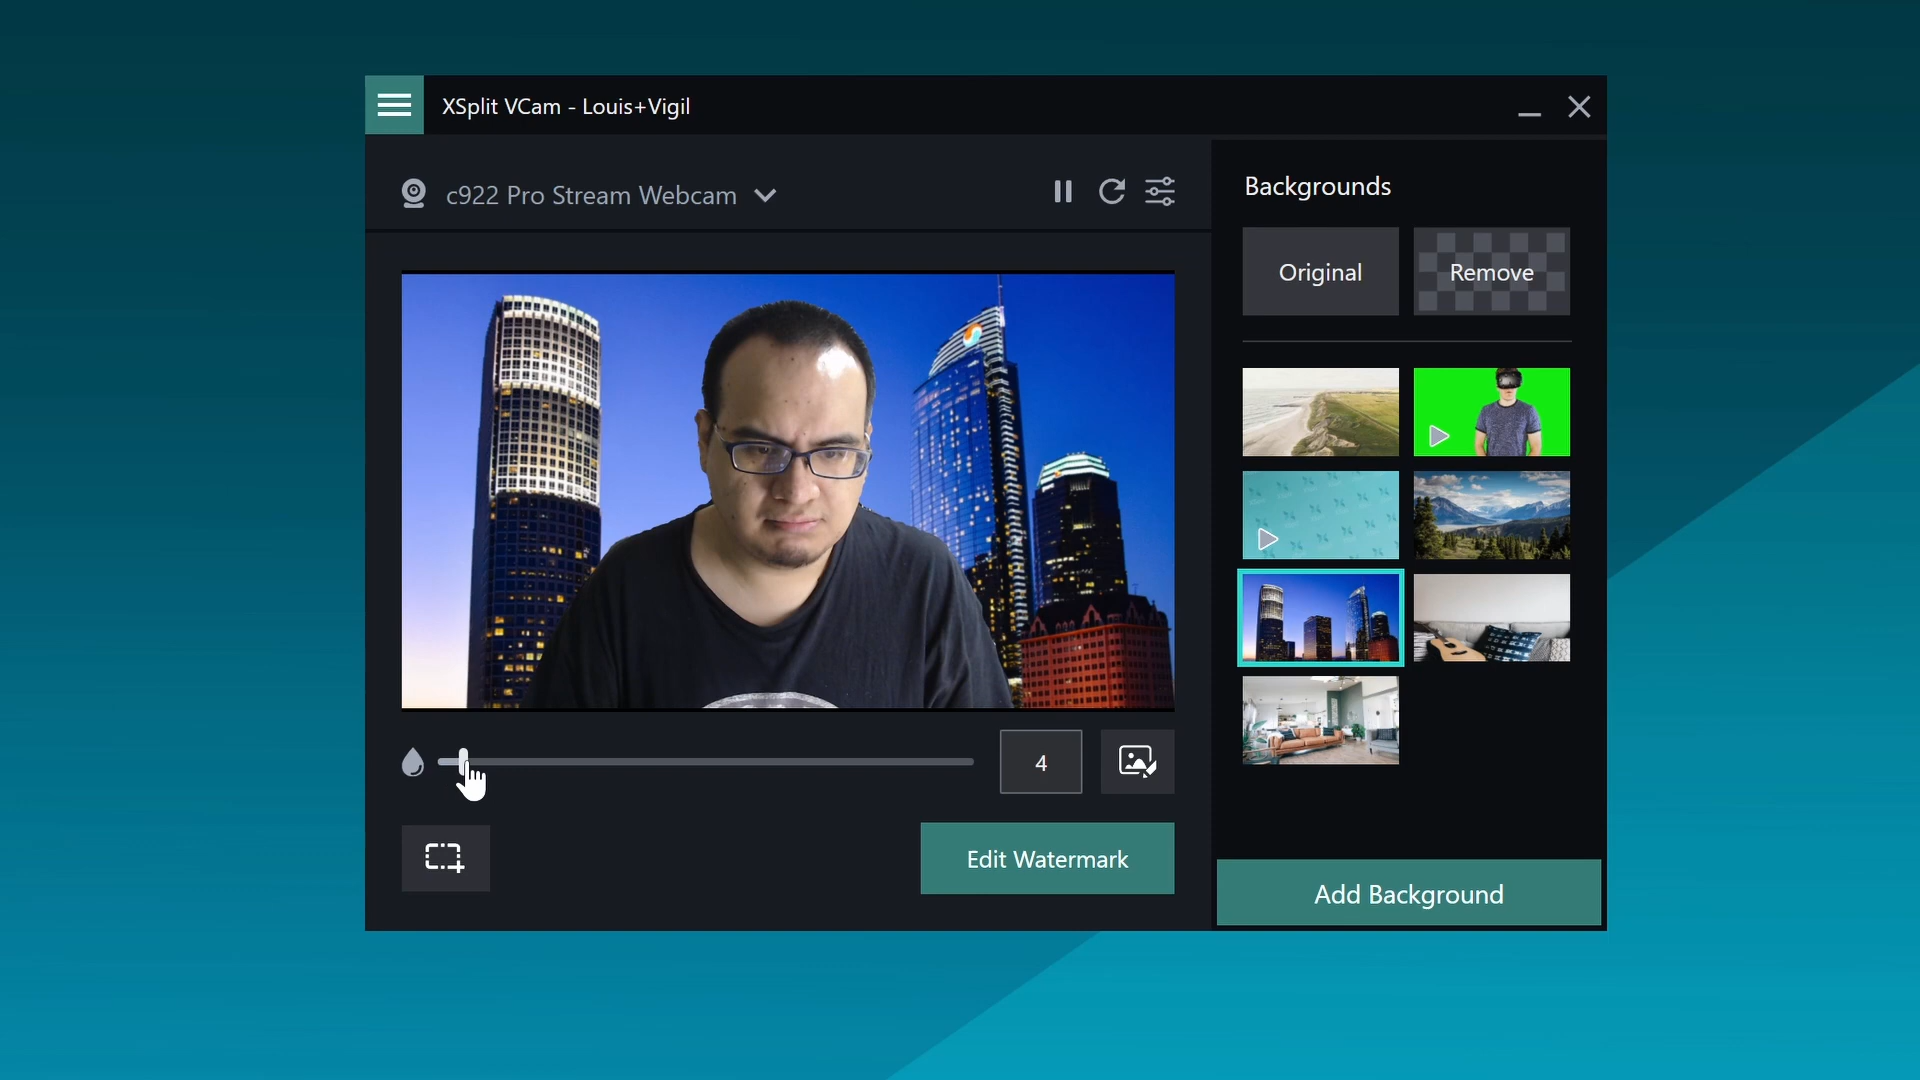 XSplit VCam - Louis+Vigil
c922 Pro Stream Webcam
Backgrounds
Original
Remove
4
Edit Watermark
Add Background